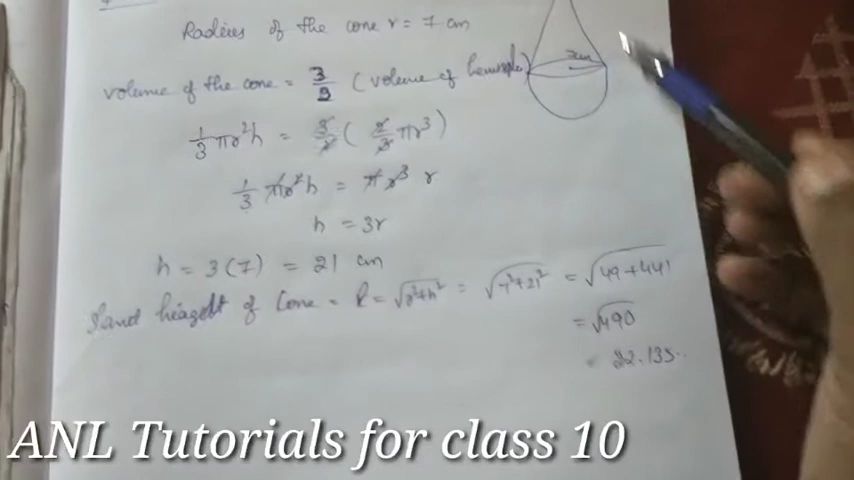 Radius of the cone r = 7 cm
volume of the cone = 3/2 (volume of hemisphe)
1/3 πr²h = 3/2 ( 2/3 πr³)
1/3 πr²h = πr³ r
h = 3r
h = 3(7) = 21 cm
Slant height of Cone = l = √r²+h² = √7²+21² = √49+441
= √490
= 22.135..
ANL Tutorials for class 10